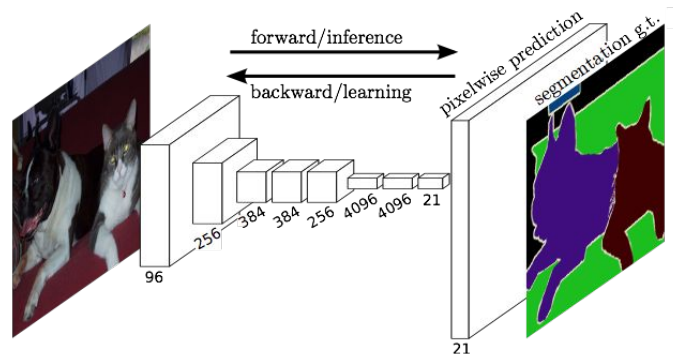 forward/inference
backward/learning
pixelwise prediction
segmentation g.t.
96
256
384
384
256
4096
4096
21
21